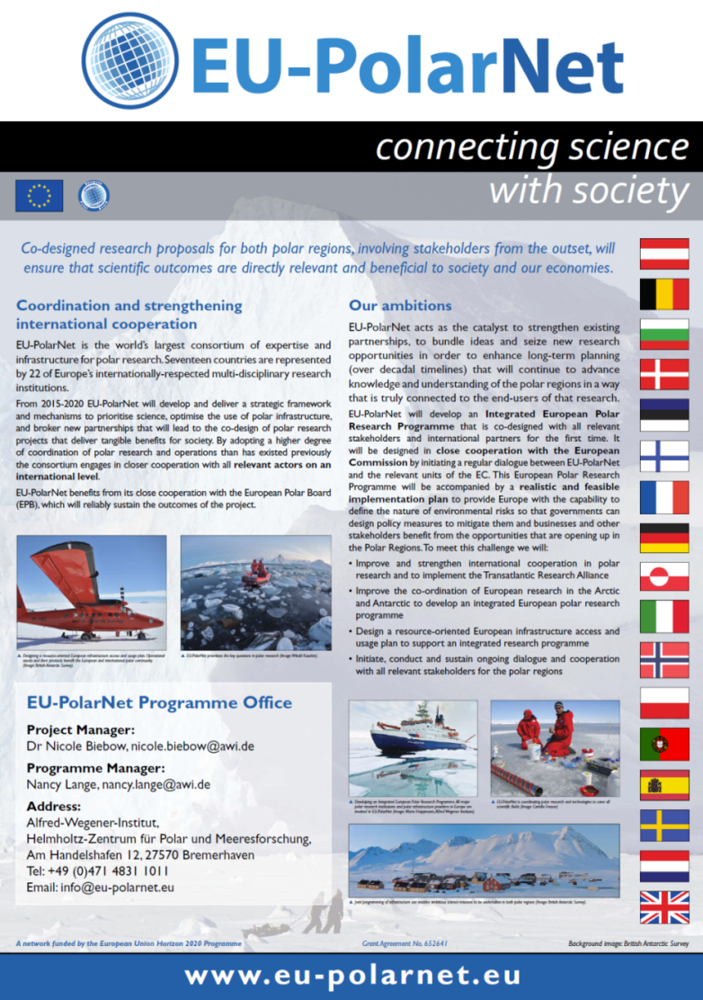 EU-PolarNet
connecting science
with society
Co-designed research proposals for both polar regions, involving stakeholders from the outset, will
ensure that scientific outcomes are directly relevant and beneficial to society and our economies.
Coordination and strengthening
international cooperation
EU-PolarNet is the world's largest consortium of expertise and
infrastructure for polar research. Seventeen countries are represented
by 22 of Europe's internationally-respected multi-disciplinary research
institutions.
From 2015-2020 EU-PolarNet will develop and deliver a strategic framework
and mechanisms to prioritise science, optimise the use of polar infrastructure,
and broker new partnerships that will lead to the co-design of polar research
projects that deliver tangible benefits for society. By adopting a higher degree
of coordination of polar research and operations than has existed previously
the consortium engages in closer cooperation with all relevant actors on an
international level.
EU-PolarNet benefits from its close cooperation with the European Polar Board
(EPB), which will reliably sustain the outcomes of the project.
▲ Designing a resource-oriented European infrastructure access and usage plan: Operational
assets and their products benefit the European and international polar community
(Image: British Antarctic Survey)
▲ EU-PolarNet prioritises the key questions in polar research (Image:
EU-PolarNet Programme Office
Project Manager:
Dr Nicole Biebow, nicole.biebow@awi.de
Programme Manager:
Nancy Lange, nancy.lange@awi.de
Address:
Alfred-Wegener-Institut,
Helmholtz-Zentrum für Polar und Meeresforschung,
Am Handelshafen 12, 27570 Bremerhaven
Tel: +49 (0)471 4831 1011
Email: info@eu-polarnet.eu
Our ambitions
EU-PolarNet acts as the catalyst to strengthen existing
partnerships, to bundle ideas and seize new research
opportunities in order to enhance long-term planning
(over decadal timelines) that will continue to advance
knowledge and understanding of the polar regions in a way
that is truly connected to the end-users of that research.
EU-PolarNet will develop an Integrated European Polar
Research Programme that is co-designed with all relevant
stakeholders and international partners for the first time. It
will be designed in close cooperation with the European
Commission by initiating a regular dialogue between EU-PolarNet
and the relevant units of the EC. This European Polar Research
Programme will be accompanied by a realistic and feasible
implementation plan to provide Europe with the capability to
define the nature of environmental risks so that governments can
design policy measures to mitigate them and businesses and other
stakeholders benefit from the opportunities that are opening up in
the Polar Regions. To meet this challenge we will:
• Improve and strengthen international cooperation in polar
research and to implement the Transatlantic Research Alliance
• Improve the co-ordination of European research in the Arctic
and Antarctic to develop an integrated European polar research
programme
• Design a resource-oriented European infrastructure access and
usage plan to support an integrated research programme
• Initiate, conduct and sustain ongoing dialogue and cooperation
with all relevant stakeholders for the polar regions
▲ Developing an Integrated European Polar Research Programme: All major
polar research institutions and polar infrastructure providers in Europe are
involved in EU-PolarNet (Image: Mario Hoppmann, Alfred Wegener Institute)
▲ EU-PolarNet is coordinating polar research and technologies to cover all
scientific fields (Image:
▲ Joint programming of infrastructure use enables ambitious science missions to be undertaken in both polar regions (Image: British Antarctic Survey)
A network funded by the European Union Horizon 2020 Programme
Grant Agreement No. 652641
Background image: British Antarctic Survey
www.eu-polarnet.eu